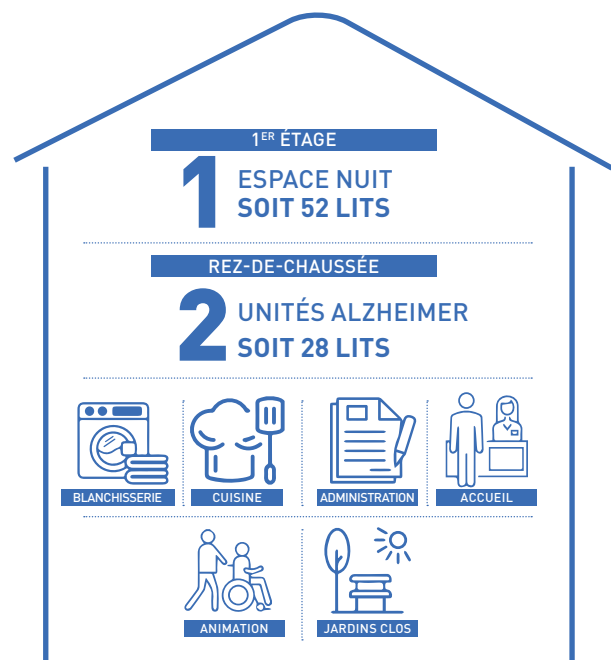 1ER ÉTAGE
1 ESPACE NUIT
SOIT 52 LITS
REZ-DE-CHAUSSÉE
2 UNITÉS ALZHEIMER
SOIT 28 LITS
BLANCHISSERIE CUISINE ADMINISTRATION ACCUEIL
ANIMATION JARDINS CLOS